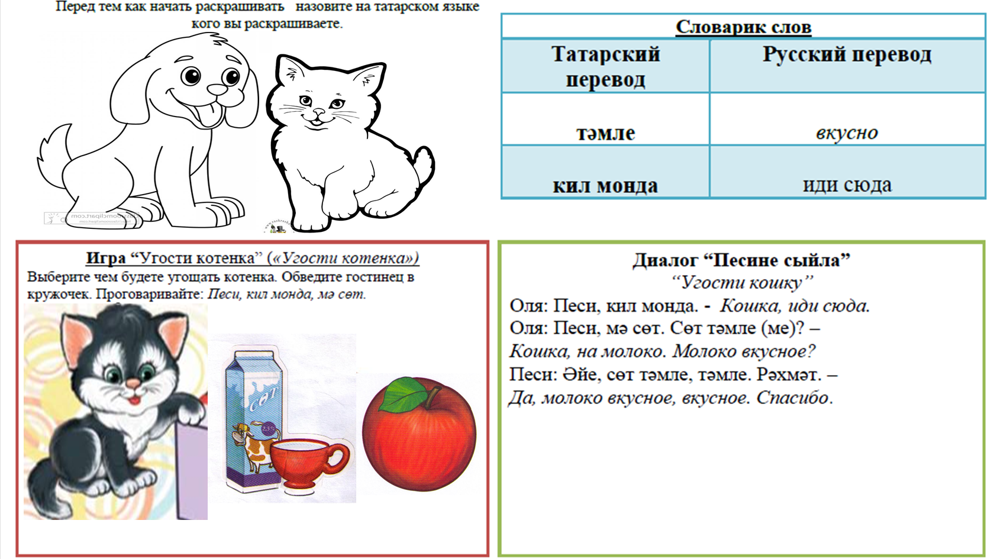 Перед тем как начать раскрашивать назовите на татарском языке
кого вы раскрашиваете.
Словарик слов
Татарский перевод
Русский перевод
тәмле
вкусно
кил монда
иди сюда
Игра “Угости котенка” («Угости котенка»)
Выберите чем будете угощать котенка. Обведите гостинец в
кружочек. Проговаривайте: Песи, кил монда, мә сөт.
СӨТ
2,5%
Диалог “Песине сыйла”
“Угости кошку”
Оля: Песи, кил монда. - Кошка, иди сюда.
Оля: Песи, мә сөт. Сөт тәмле (ме)? –
Кошка, на молоко. Молоко вкусное?
Песи: Әйе, сөт тәмле, тәмле. Рәхмәт. –
Да, молоко вкусное, вкусное. Спасибо.